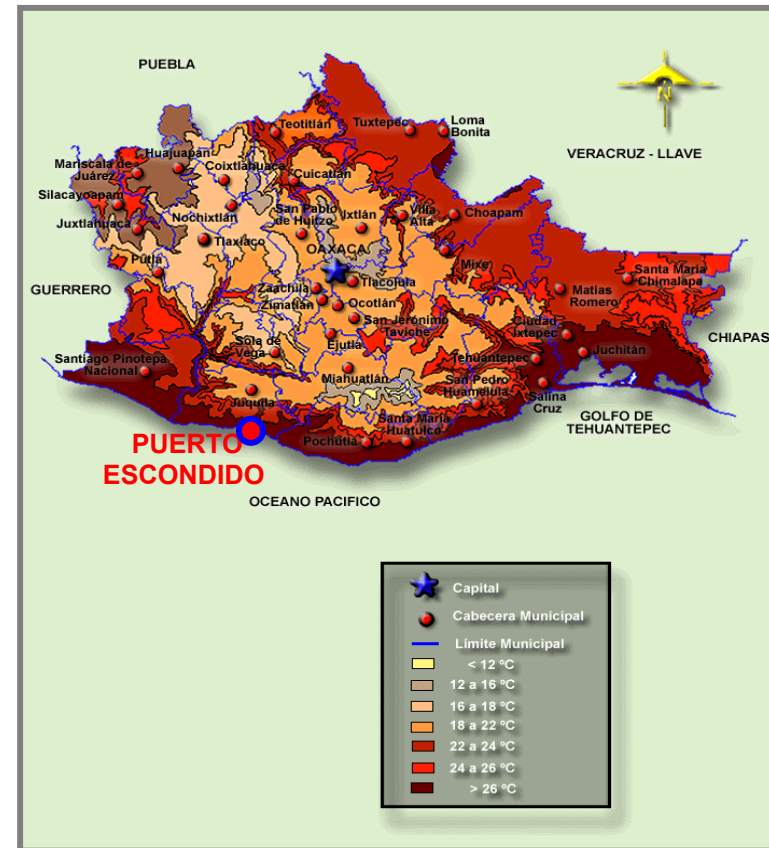 PUEBLA
N
VERACRUZ - LLAVE
Teotitlán
Tuxtepec
Loma
Bonita
Huajuapan
Mariscala de
Juárez
Coixtlahuaca
Cuicatlán
Silacayoapam
San Pablo
de Huitzo
Ixtlán
Villa
Alta
Choapam
Nochixtlán
Juxtlahuaca
Tlaxiaco
OAXACA
Mixe
Putla
Tlacolula
Santa María
Chimalapa
GUERRERO
Zaachila
Zimatlán
Ocotlán
Matias
Romero
San Jerónimo
Taviche
Ciudad
Ixtepec
CHIAPAS
Ejutla
Sola de
Vega
Tehuantepec
Juchitán
Santiago Pinotepa
Nacional
Miahuatlán
San Pedro
Huamelula
Salina
Cruz
Juquila
Santa María
Huatulco
GOLFO DE
TEHUANTEPEC
Pochutla
PUERTO
ESCONDIDO
OCEANO PACIFICO
Capital
Cabecera Municipal
Límite Municipal
< 12 ºC
12 a 16 ºC
16 a 18 ºC
18 a 22 ºC
22 a 24 ºC
24 a 26 ºC
> 26 ºC